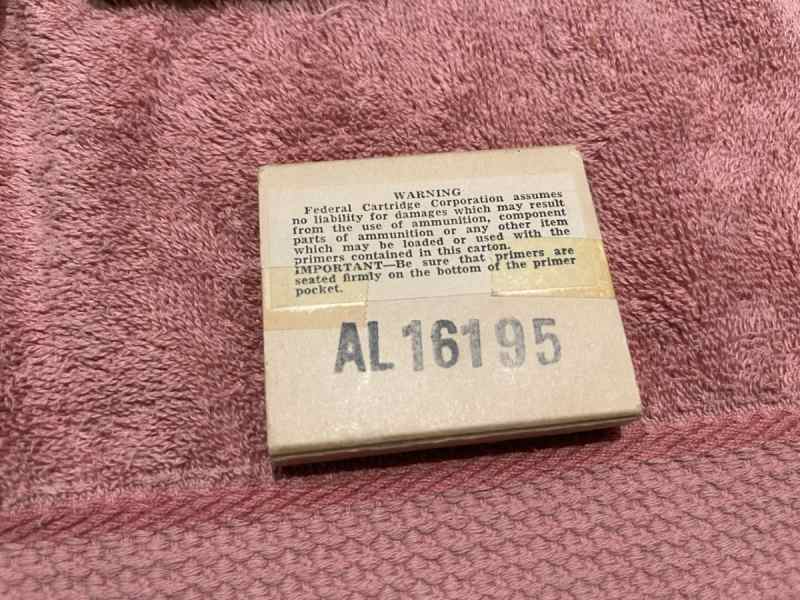 WARNING
Federal Cartridge Corporation assumes
no liability for damages which may result
from the use of ammunition, component
parts of ammunition or any other item
which may be loaded or used with the
primers contained in this carton.
IMPORTANT—Be sure that primers are
seated firmly on the bottom of the primer
pocket.
AL 16195